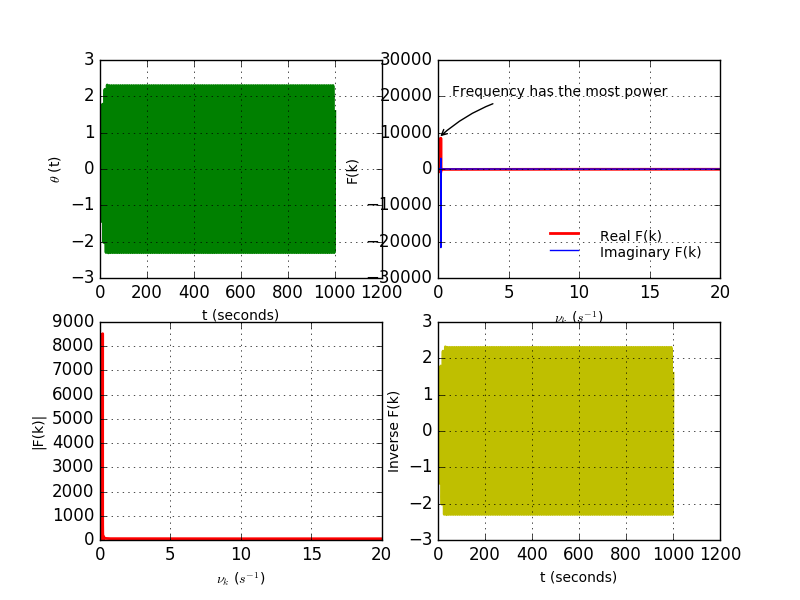 θ (t)
3
2
1
0
−1
−2
−3
0 200 400 600 800 1000 1200
t (seconds)
F(k)
30000
20000
10000
0
−10000
−20000
−30000
Frequency has the most power
Real F(k)
Imaginary F(k)
0 5 10 15 20
ν_k (s⁻¹)
|F(k)|
9000
8000
7000
6000
5000
4000
3000
2000
1000
0
0 5 10 15 20
ν_k (s⁻¹)
Inverse F(k)
3
2
1
0
−1
−2
−3
0 200 400 600 800 1000 1200
t (seconds)